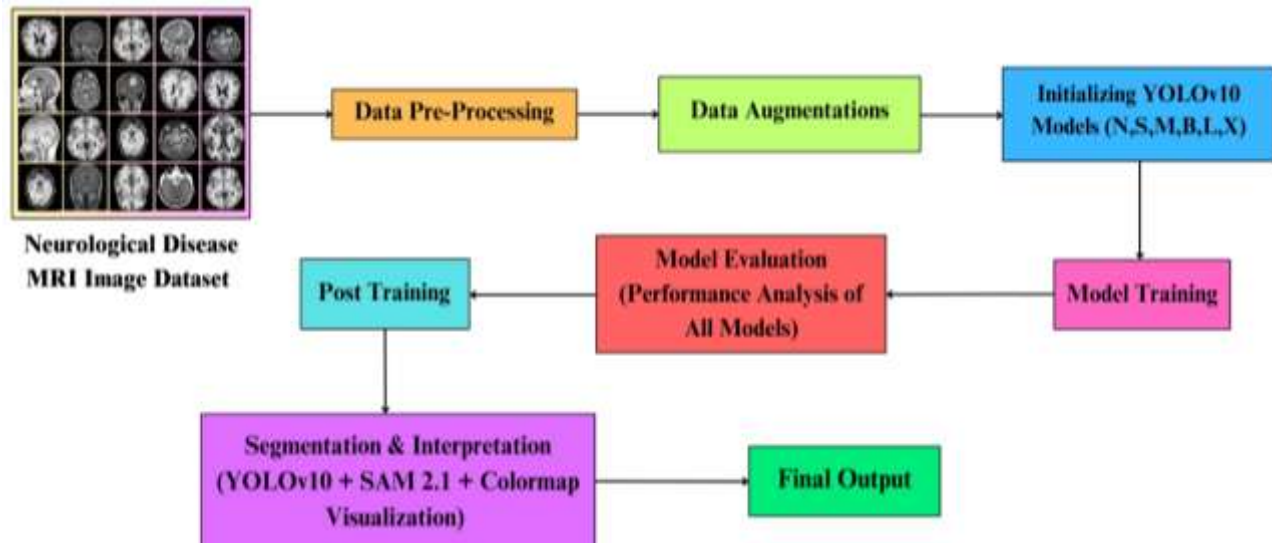 Neurological Disease
MRI Image Dataset
Data Pre-Processing
Data Augmentations
Initializing YOLOv10
Models (N,S,M,B,L,X)
Model Training
Model Evaluation
(Performance Analysis of
All Models)
Post Training
Segmentation & Interpretation
(YOLOv10 + SAM 2.1 + Colormap
Visualization)
Final Output